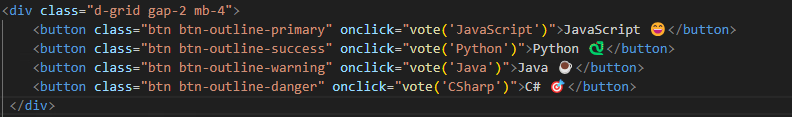 <div class="d-grid gap-2 mb-4">
    <button class="btn btn-outline-primary" onclick="vote('JavaScript')">JavaScript 😄</button>
    <button class="btn btn-outline-success" onclick="vote('Python')">Python 🐉</button>
    <button class="btn btn-outline-warning" onclick="vote('Java')">Java ☕</button>
    <button class="btn btn-outline-danger" onclick="vote('CSharp')">C# 🎯</button>
</div>